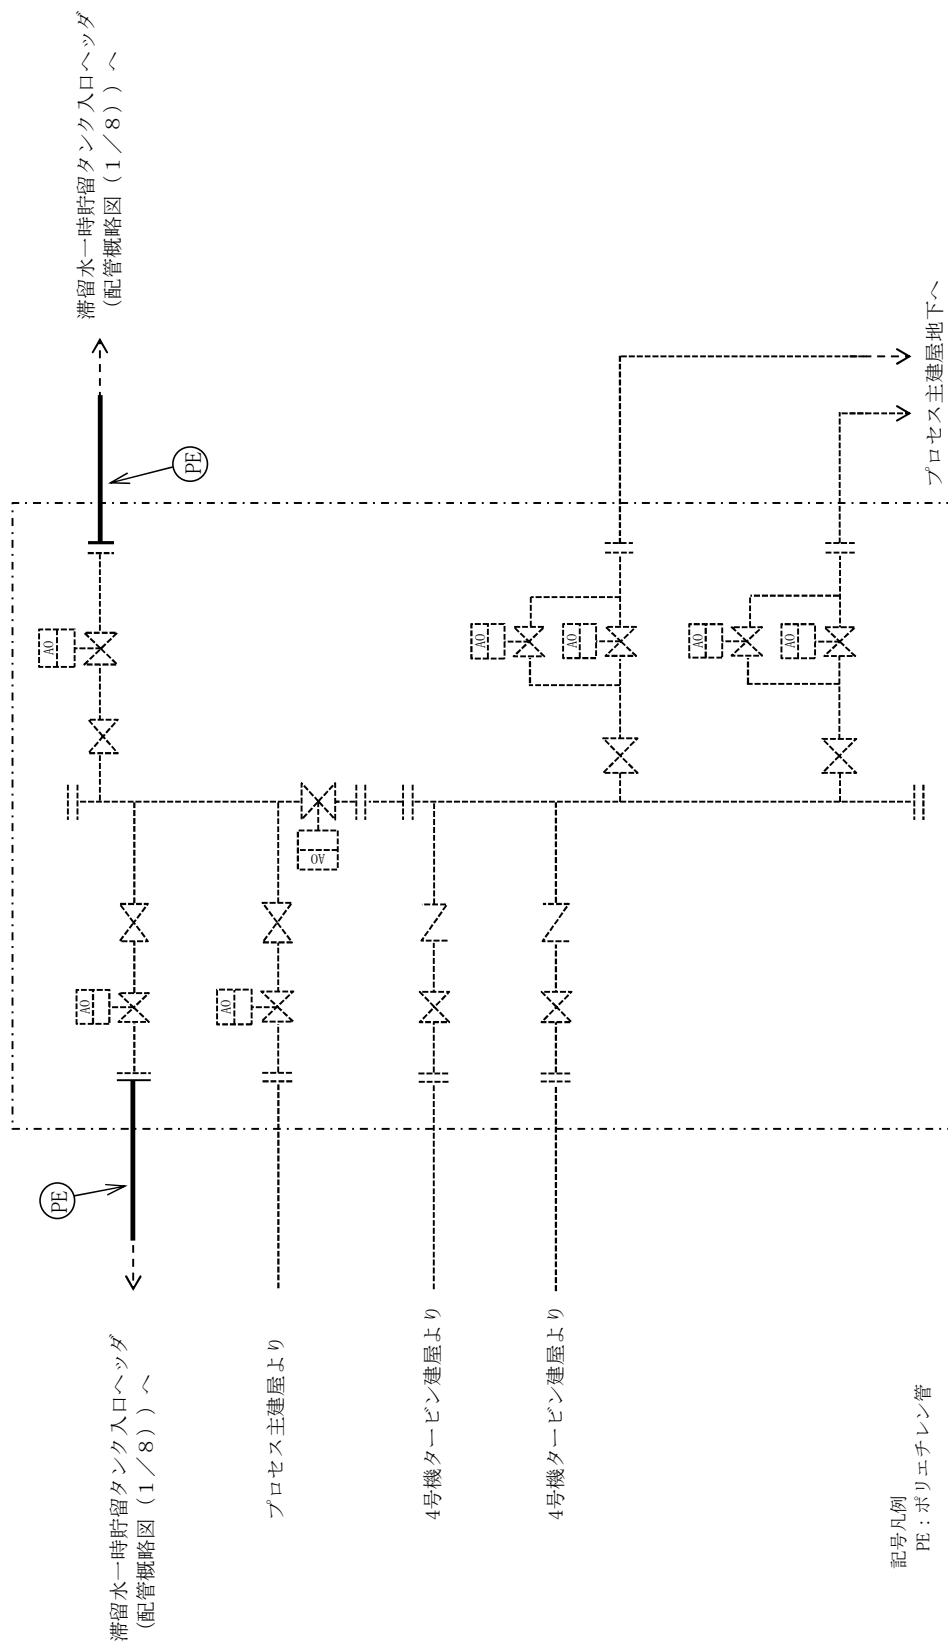 滞留水一時貯留タンク入口ヘッダ
(配管概略図(1/8))へ
PE
AO
AO
プロセス主建屋より
AO
AO
4号機タービン建屋より
4号機タービン建屋より
滞留水一時貯留タンク入口ヘッダ
(配管概略図(1/8))へ
PE
AO
AO
AO
AO
プロセス主建屋地下へ
記号凡例
PE:ポリエチレン管